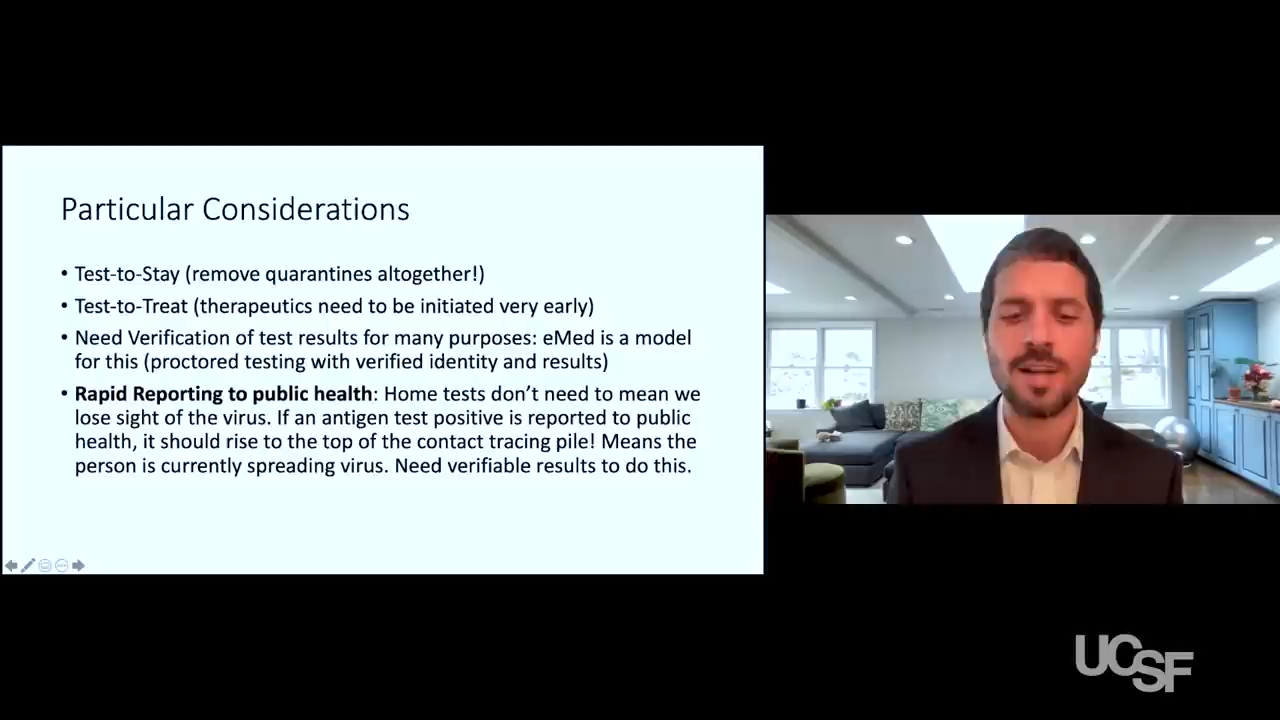 Particular Considerations
• Test-to-Stay (remove quarantines altogether!)
• Test-to-Treat (therapeutics need to be initiated very early)
• Need Verification of test results for many purposes: eMed is a model
for this (proctored testing with verified identity and results)
• Rapid Reporting to public health: Home tests don’t need to mean we
lose sight of the virus. If an antigen test positive is reported to public
health, it should rise to the top of the contact tracing pile! Means the
person is currently spreading virus. Need verifiable results to do this.
UCSF